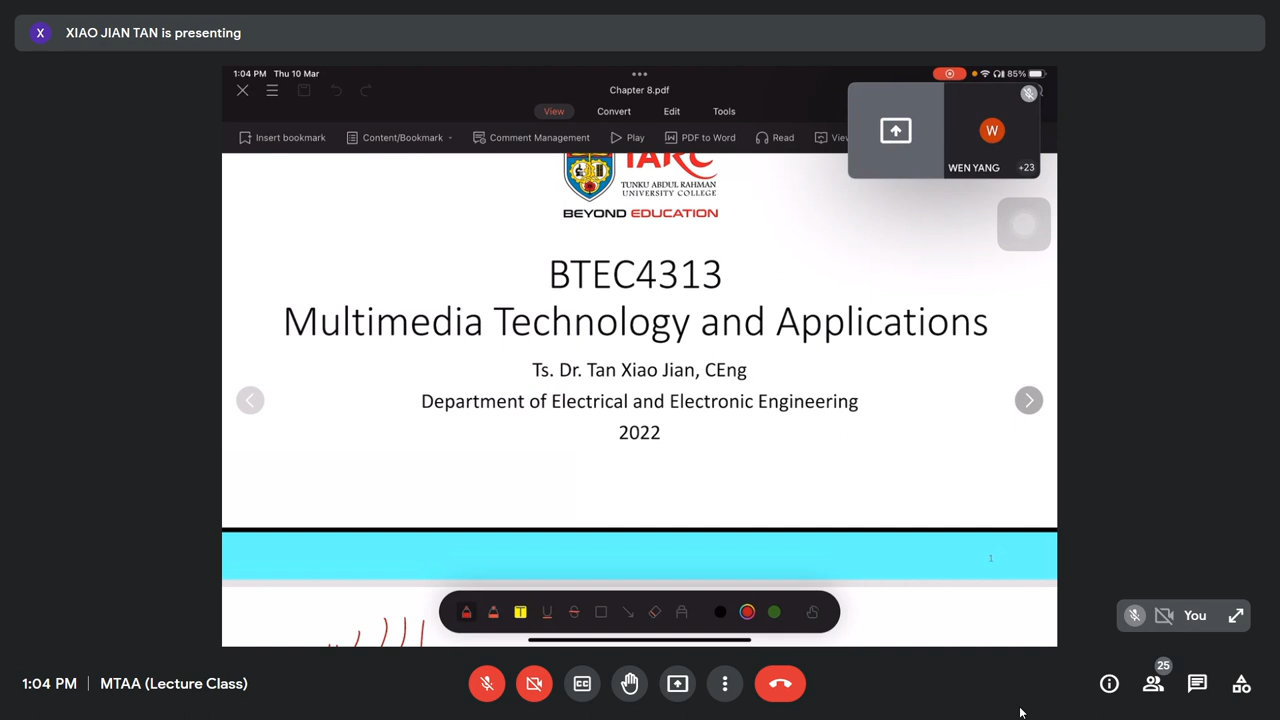 X XIAO JIAN TAN is presenting
1:04 PM Thu 10 Mar
85%
Chapter 8.pdf
View Convert Edit Tools
Insert bookmark Content/Bookmark Comment Management Play PDF to Word Read Vie
W
WEN YANG +23
TARC
TUNKU ABDUL RAHMAN
UNIVERSITY COLLEGE
BEYOND EDUCATION
BTEC4313
Multimedia Technology and Applications
Ts. Dr. Tan Xiao Jian, CEng
Department of Electrical and Electronic Engineering
2022
1
T U S
You
1:04 PM MTAA (Lecture Class)
CC
25